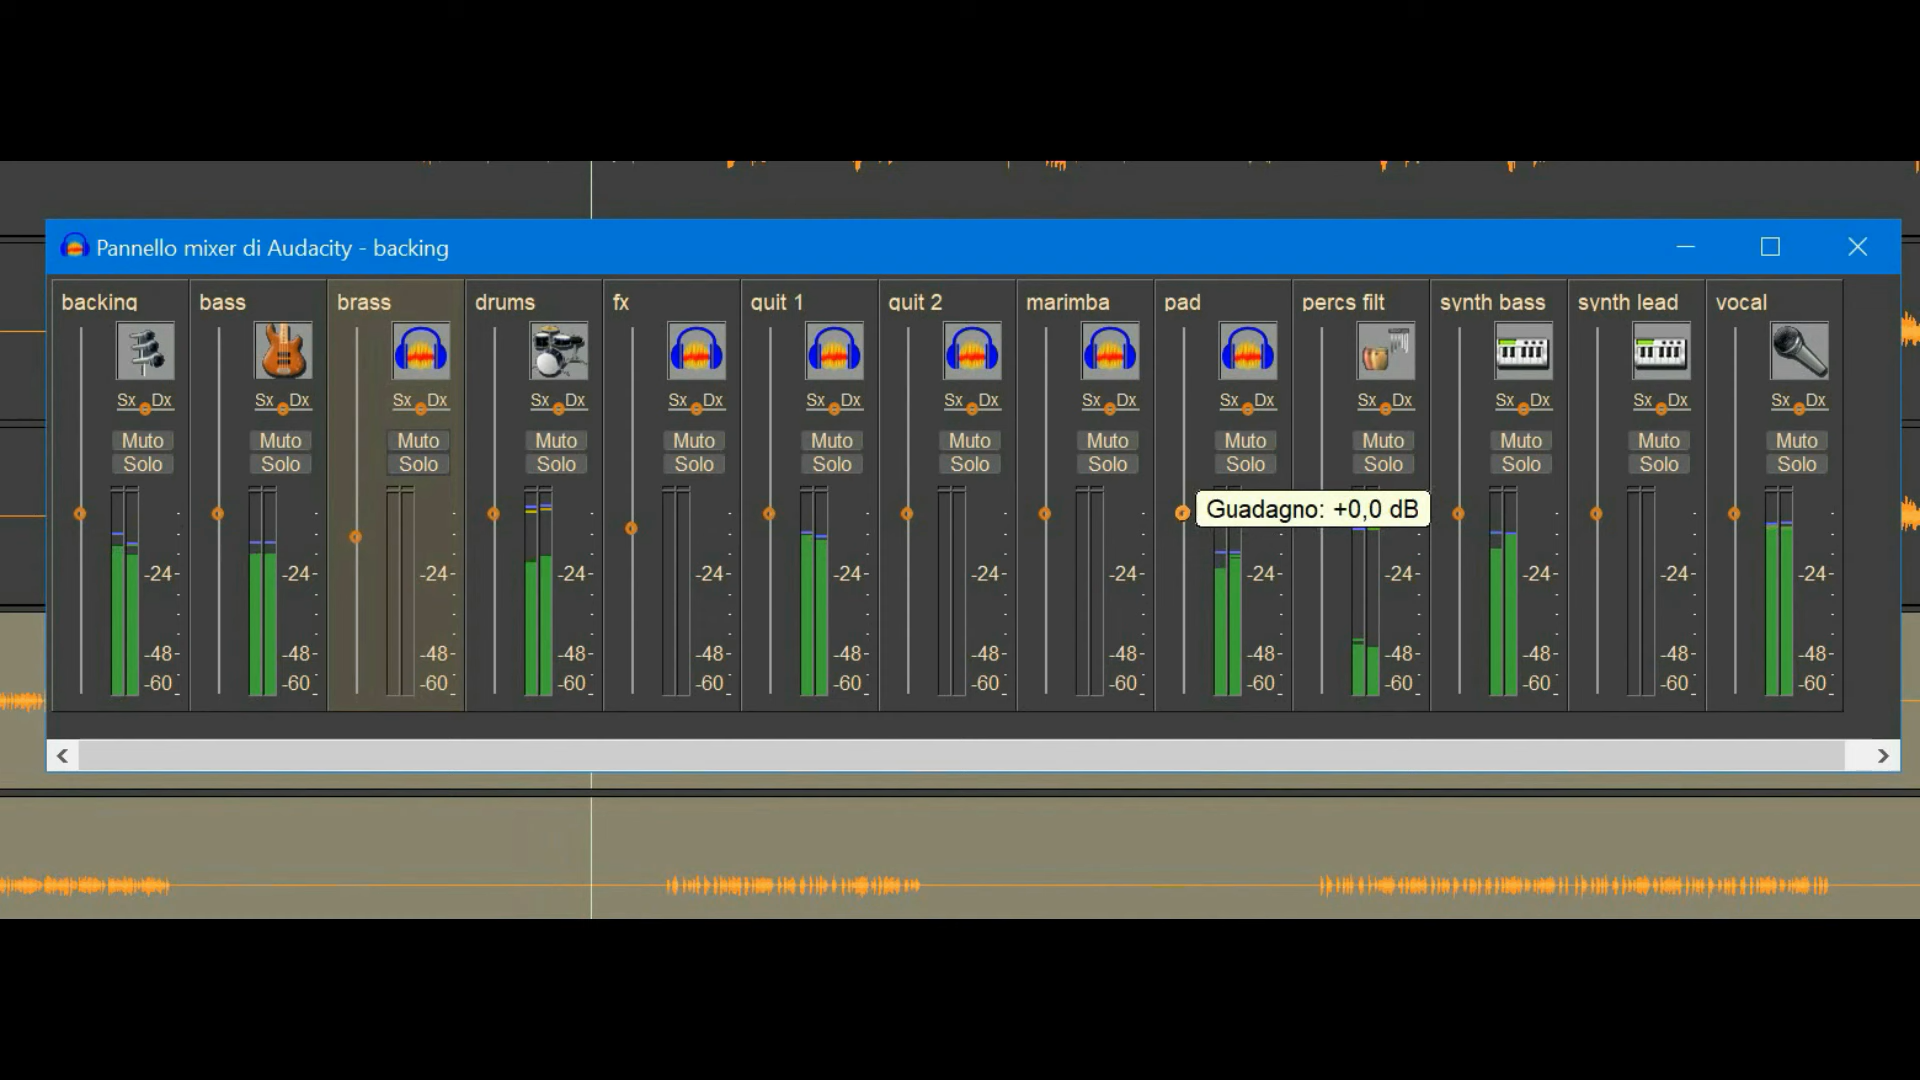 Pannello mixer di Audacity - backing
backing bass brass drums fx guit 1 guit 2 marimba pad percs filt synth bass synth lead vocal
Sx Dx Sx Dx Sx Dx Sx Dx Sx Dx Sx Dx Sx Dx Sx Dx Sx Dx Sx Dx Sx Dx Sx Dx Sx Dx
Muto Muto Muto Muto Muto Muto Muto Muto Muto Muto Muto Muto Muto
Solo Solo Solo Solo Solo Solo Solo Solo Solo Solo Solo Solo Solo
Guadagno: +0,0 dB
-24- -24- -24- -24- -24- -24- -24- -24- -24- -24- -24- -24- -24-
-48- -48- -48- -48- -48- -48- -48- -48- -48- -48- -48- -48- -48-
-60- -60- -60- -60- -60- -60- -60- -60- -60- -60- -60- -60- -60-